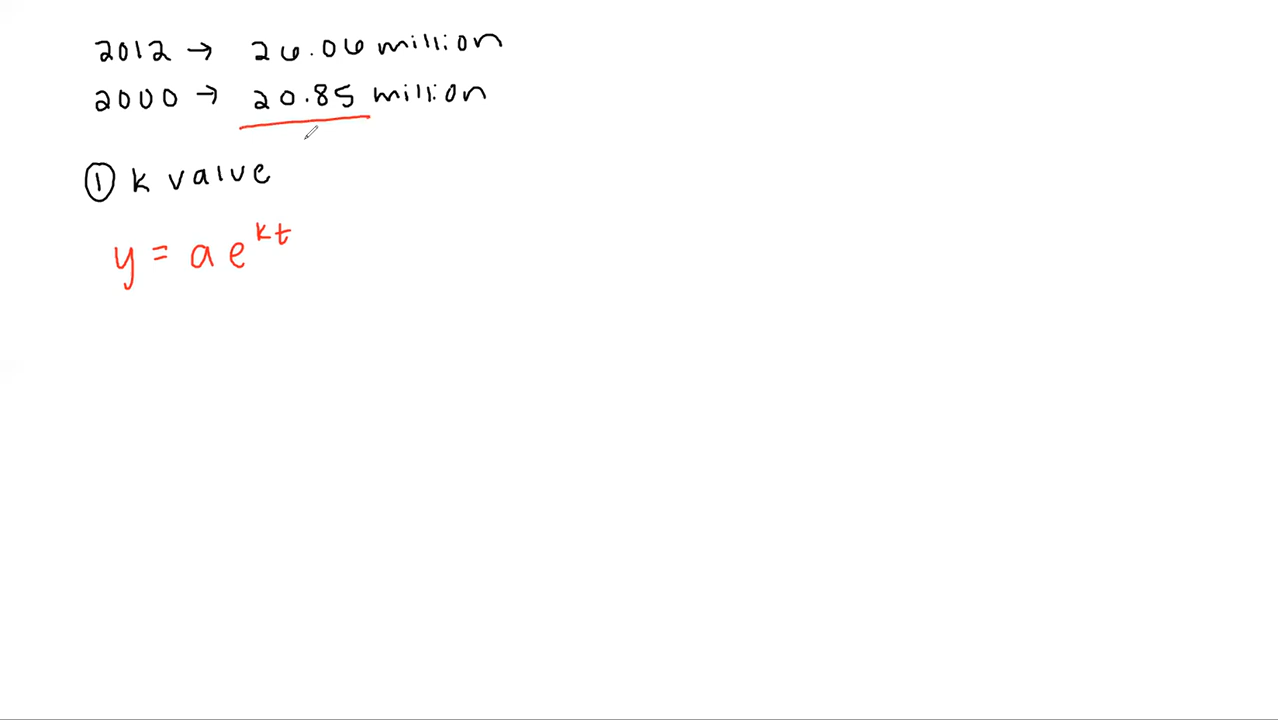 2012 → 26.06 million
2000 → 20.85 million
① k value
y = a e^{kt}